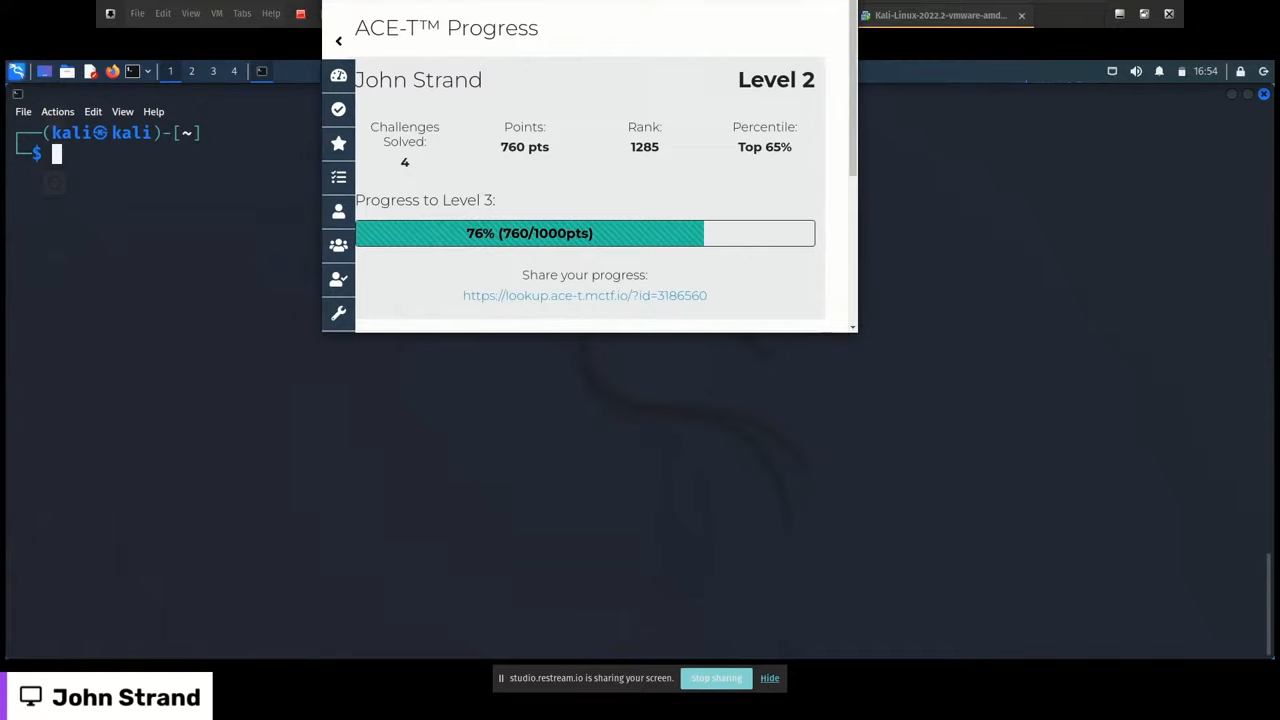 File Edit View VM Tabs Help
Kali-Linux-2022.2-vmware-amd...
ACE-T™ Progress
1 2 3 4
16:54
John Strand
Level 2
File Actions Edit View Help
Challenges Solved:
4
Points:
760 pts
Rank:
1285
Percentile:
Top 65%
(kali㉿kali)-[~]
$
Progress to Level 3:
76% (760/1000pts)
Share your progress:
https://lookup.ace-t.mctf.io/?id=3186560
studio.restream.io is sharing your screen.
Stop sharing
Hide
John Strand